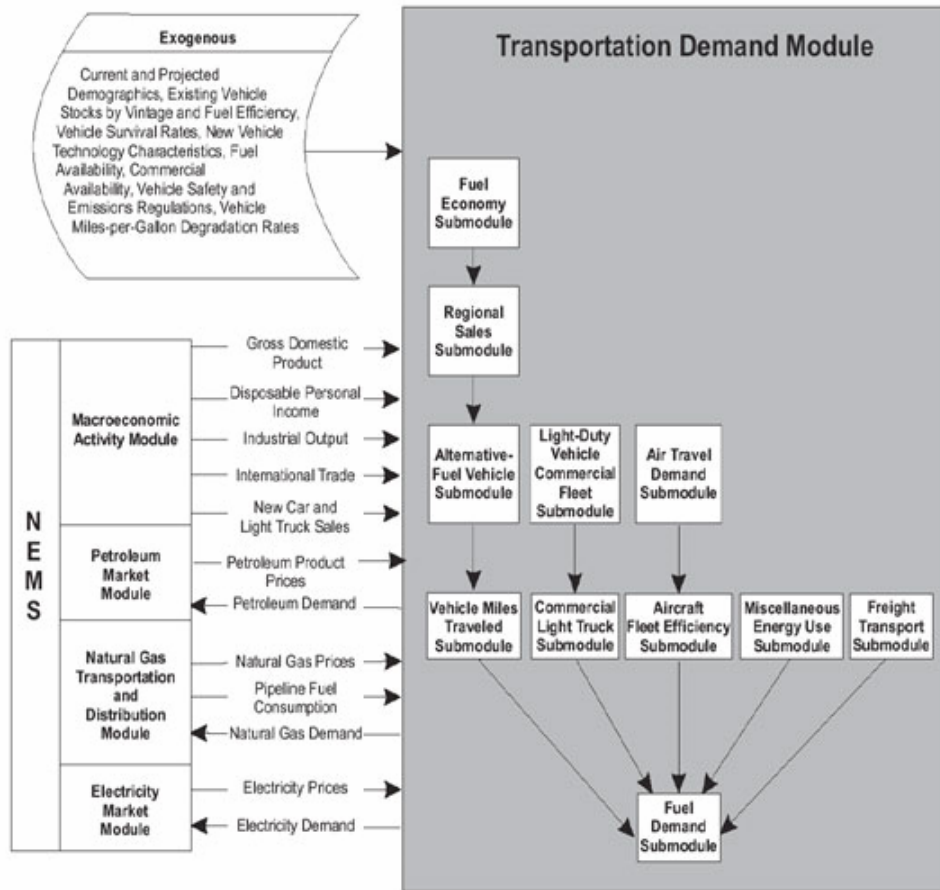 Exogenous
Current and Projected
Demographics, Existing Vehicle
Stocks by Vintage and Fuel Efficiency,
Vehicle Survival Rates, New Vehicle
Technology Characteristics, Fuel
Availability, Commercial
Availability, Vehicle Safety and
Emissions Regulations, Vehicle
Miles-per-Gallon Degradation Rates
Transportation Demand Module
Fuel
Economy
Submodule
Regional
Sales
Submodule
NEMS
Macroeconomic
Activity Module
Gross Domestic
Product
Disposable Personal
Income
Industrial Output
International Trade
New Car and
Light Truck Sales
Petroleum
Market
Module
Petroleum Product
Prices
Petroleum Demand
Natural Gas
Transportation
and
Distribution
Module
Natural Gas Prices
Pipeline Fuel
Consumption
Natural Gas Demand
Electricity
Market
Module
Electricity Prices
Electricity Demand
Alternative-
Fuel Vehicle
Submodule
Light-Duty
Vehicle
Commercial
Fleet
Submodule
Air Travel
Demand
Submodule
Vehicle Miles
Traveled
Submodule
Commercial
Light Truck
Submodule
Aircraft
Fleet Efficiency
Submodule
Miscellaneous
Energy Use
Submodule
Freight
Transport
Submodule
Fuel
Demand
Submodule